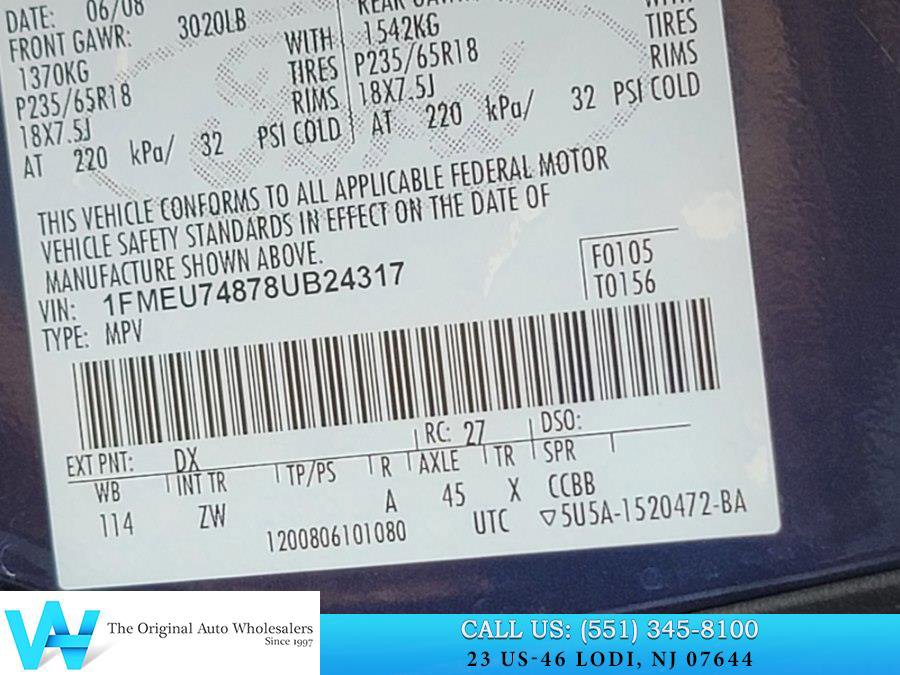 DATE: 06/08
FRONT GAWR: 3020LB
1370KG WITH
P235/65R18 TIRES
18X7.5J RIMS
AT 220 kPa/ 32 PSI COLD
1542KG
P235/65R18 TIRES
18X7.5J RIMS
AT 220 kPa/ 32 PSI COLD
THIS VEHICLE CONFORMS TO ALL APPLICABLE FEDERAL MOTOR
VEHICLE SAFETY STANDARDS IN EFFECT ON THE DATE OF
MANUFACTURE SHOWN ABOVE.
VIN: 1FMEU74878UB24317
TYPE: MPV
F0105
T0156
EXT PNT: DX RC: 27 DSO:
WB INT TR TP/PS R AXLE TR SPR
114 ZW A 45 X CCBB
1200806101080 UTC ▽5U5A-1520472-BA
W The Original Auto Wholesalers
Since 1997
CALL US: (551) 345-8100
23 US-46 LODI, NJ 07644